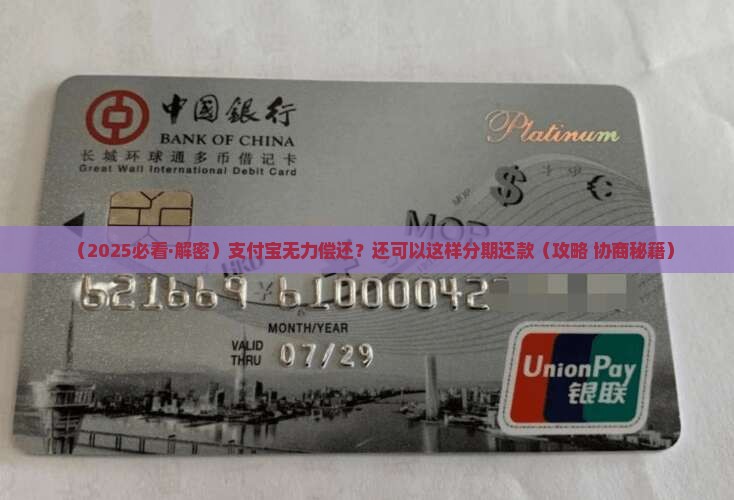 中国銀行
BANK OF CHINA
长城环球通多币借记卡
Great Wall International Debit Card
Platinum
$
€
MOP
MOP
（2025必看·解密）支付宝无力偿还？还可以这样分期还款（攻略 协商秘籍）
621669 61000042
MONTH/YEAR
VALID THRU 07/29
UnionPay
银联